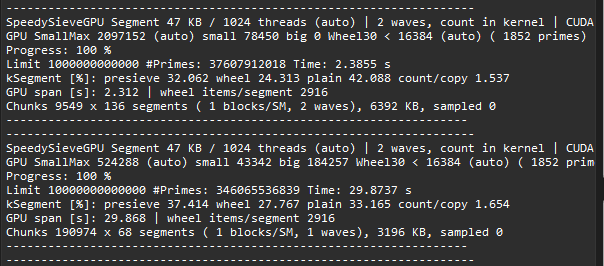 ------------------------------------------------------------------
SpeedySieveGPU Segment 47 KB / 1024 threads (auto) | 2 waves, count in kernel | CUDA
GPU SmallMax 2097152 (auto) small 78450 big 0 Wheel30 < 16384 (auto) ( 1852 primes)
Progress: 100 %
Limit 1000000000000 #Primes: 37607912018 Time: 2.3855 s
kSegment [%]: presieve 32.062 wheel 24.313 plain 42.088 count/copy 1.537
GPU span [s]: 2.312 | wheel items/segment 2916
Chunks 9549 x 136 segments ( 1 blocks/SM, 2 waves), 6392 KB, sampled 0
-----------------------------------------------------------------
------------------------------------------------------------------
SpeedySieveGPU Segment 47 KB / 1024 threads (auto) | 2 waves, count in kernel | CUDA
GPU SmallMax 524288 (auto) small 43342 big 184257 Wheel30 < 16384 (auto) ( 1852 prim
Progress: 100 %
Limit 10000000000000 #Primes: 346065536839 Time: 29.8737 s
kSegment [%]: presieve 37.414 wheel 27.767 plain 33.165 count/copy 1.654
GPU span [s]: 29.868 | wheel items/segment 2916
Chunks 190974 x 68 segments ( 1 blocks/SM, 1 waves), 3196 KB, sampled 0
-----------------------------------------------------------------
------------------------------------------------------------------